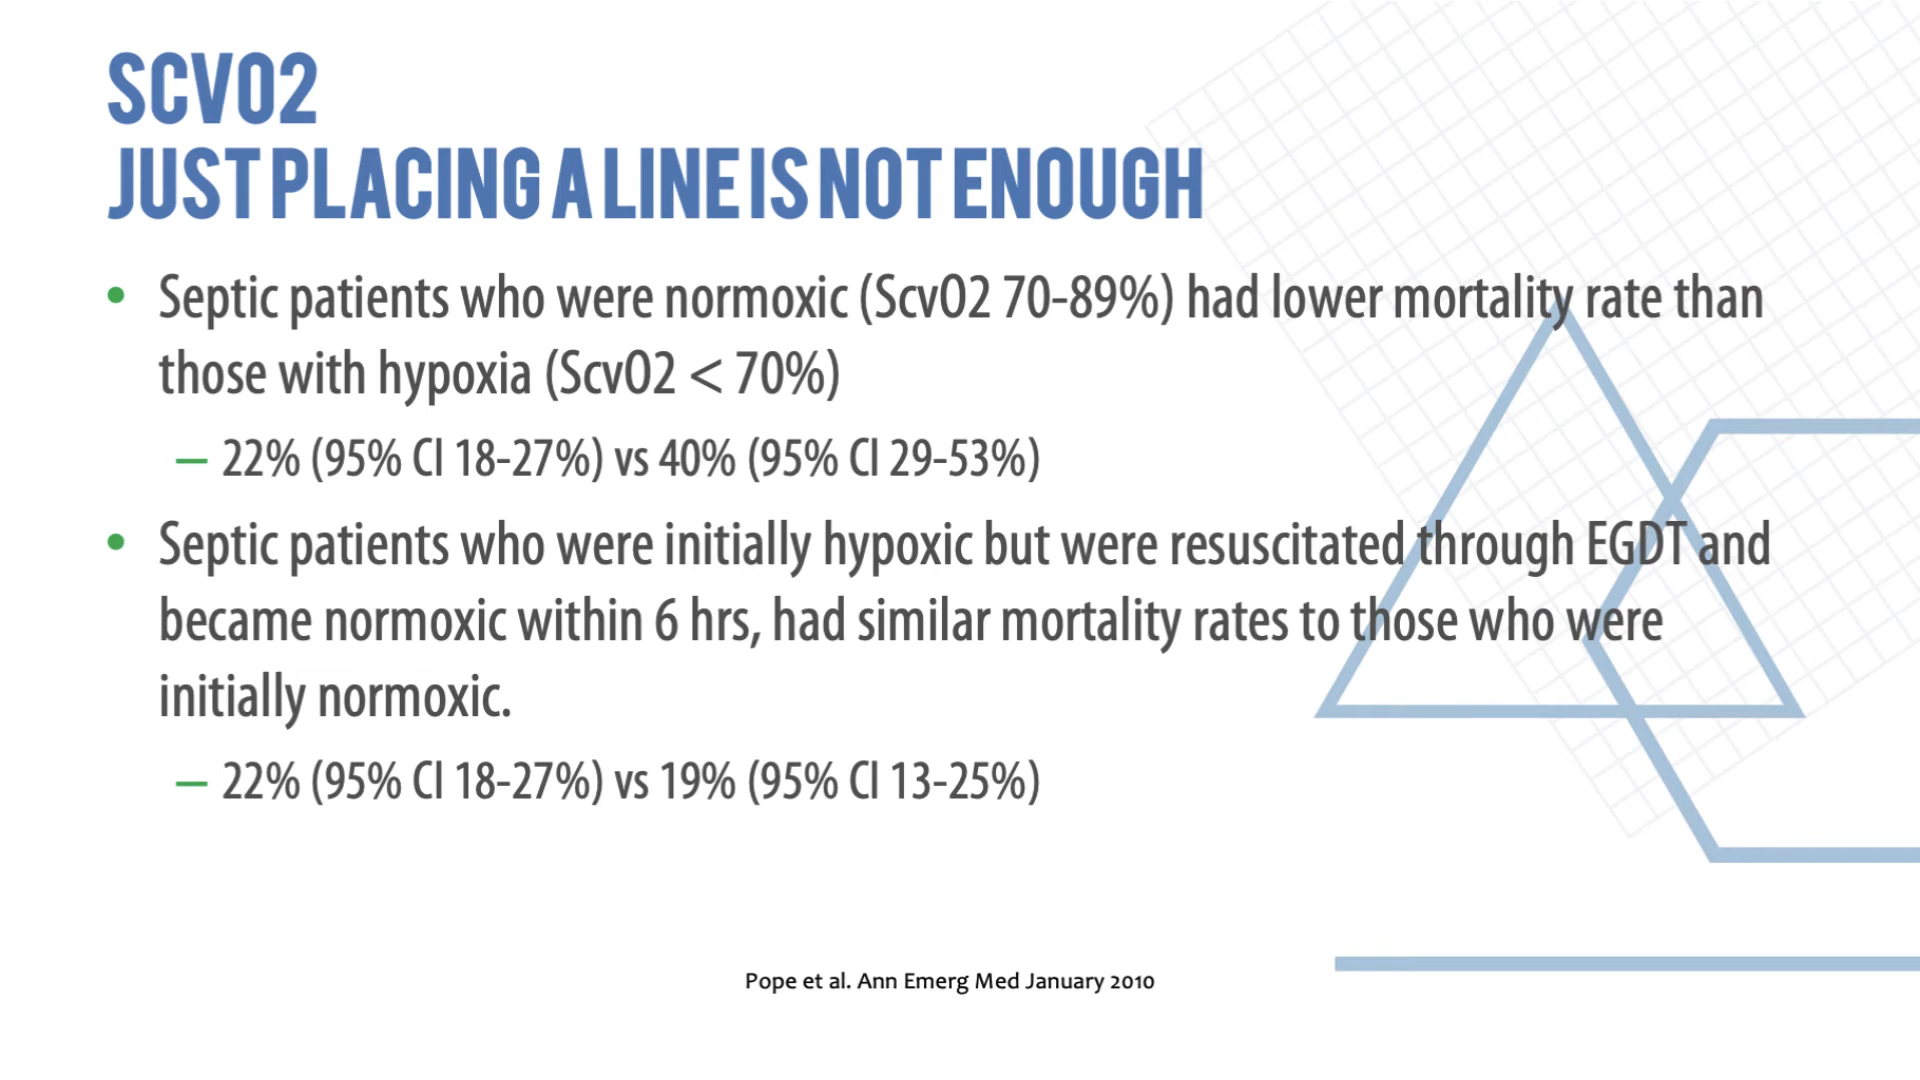 SCVO2
JUST PLACING A LINE IS NOT ENOUGH
• Septic patients who were normoxic (ScvO2 70-89%) had lower mortality rate than
those with hypoxia (ScvO2 < 70%)
– 22% (95% CI 18-27%) vs 40% (95% CI 29-53%)
• Septic patients who were initially hypoxic but were resuscitated through EGDT and
became normoxic within 6 hrs, had similar mortality rates to those who were
initially normoxic.
– 22% (95% CI 18-27%) vs 19% (95% CI 13-25%)
Pope et al. Ann Emerg Med January 2010